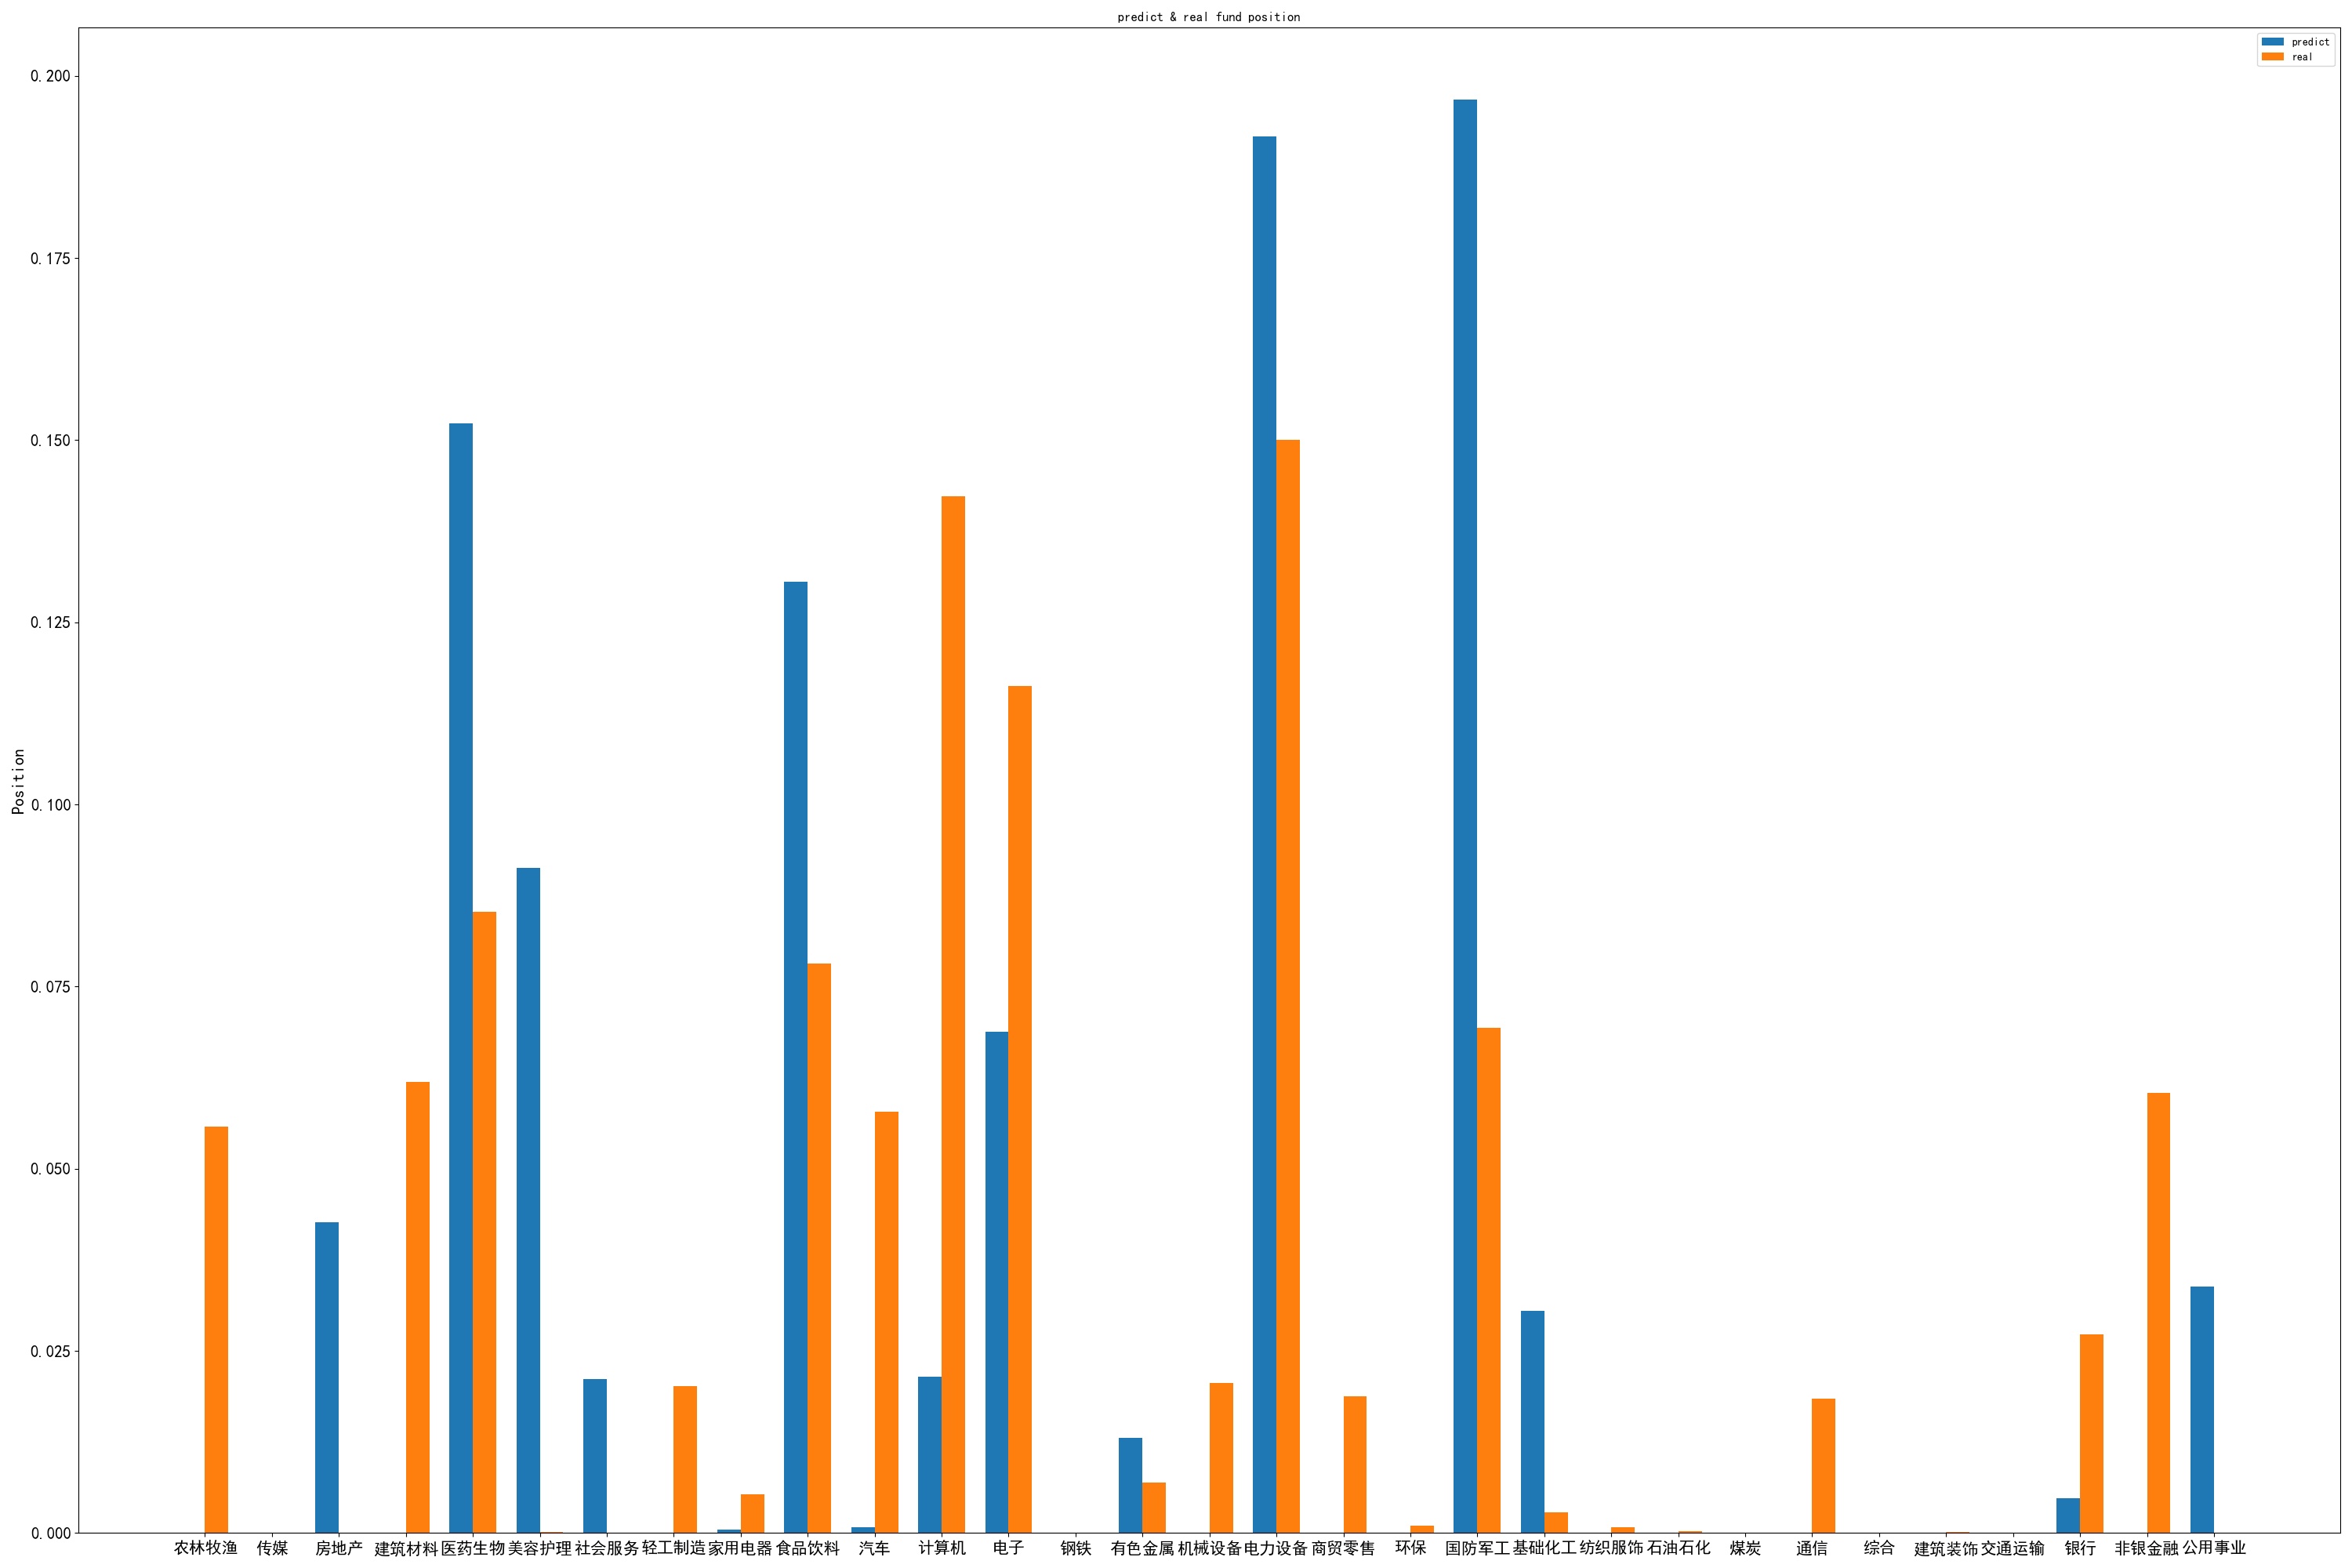 predict & real fund position
predict
real
0.200
0.175
0.150
0.125
0.100
0.075
0.050
0.025
0.000
Position
农林牧渔 传媒 房地产 建筑材料 医药生物 美容护理 社会服务 轻工制造 家用电器 食品饮料 汽车 计算机 电子 钢铁 有色金属 机械设备 电力设备 商贸零售 环保 国防军工 基础化工 纺织服饰 石油石化 煤炭 通信 综合 建筑装饰 交通运输 银行 非银金融 公用事业